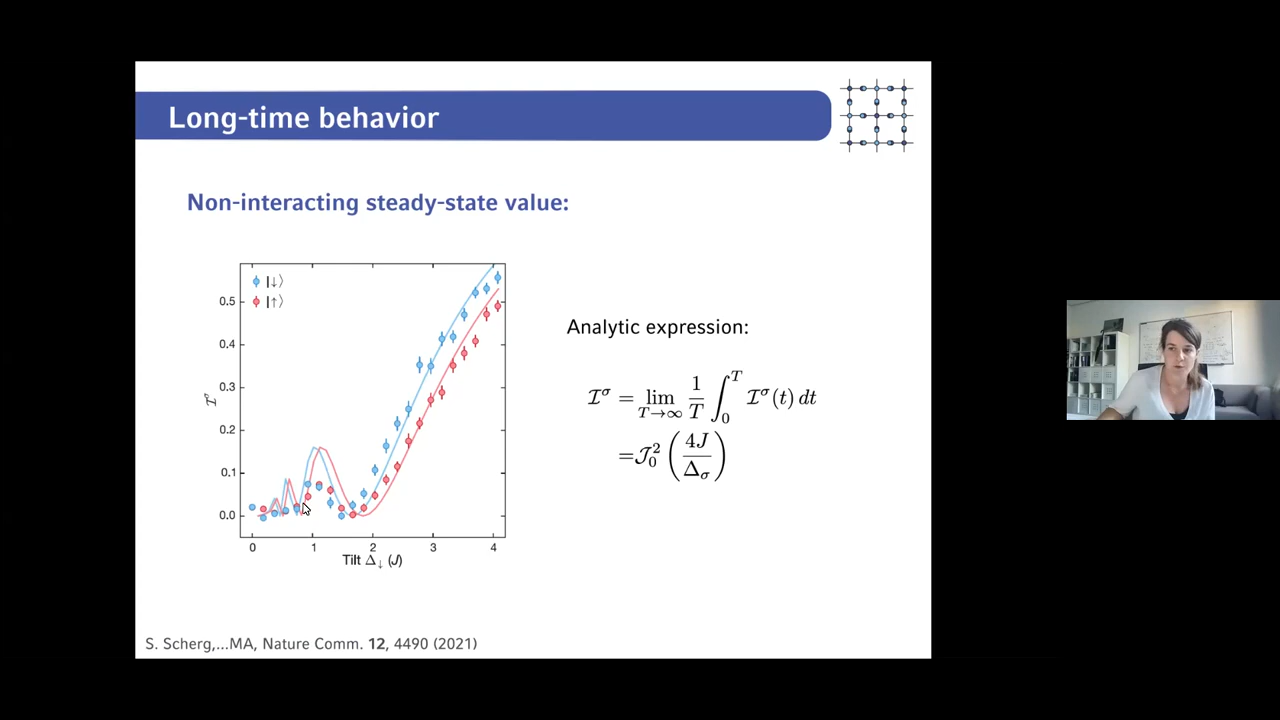 Long-time behavior
Non-interacting steady-state value:
|↓⟩
|↑⟩
0.5
0.4
0.3
0.2
0.1
0.0
0
1
2
3
4
Tilt Δ↓ (J)
Analytic expression:
𝓘^σ = lim_{T→∞} 1/T ∫_0^T 𝓘^σ(t) dt
=𝒥_0^2 (4J/Δ_σ)
S. Scherg,...MA, Nature Comm. 12, 4490 (2021)